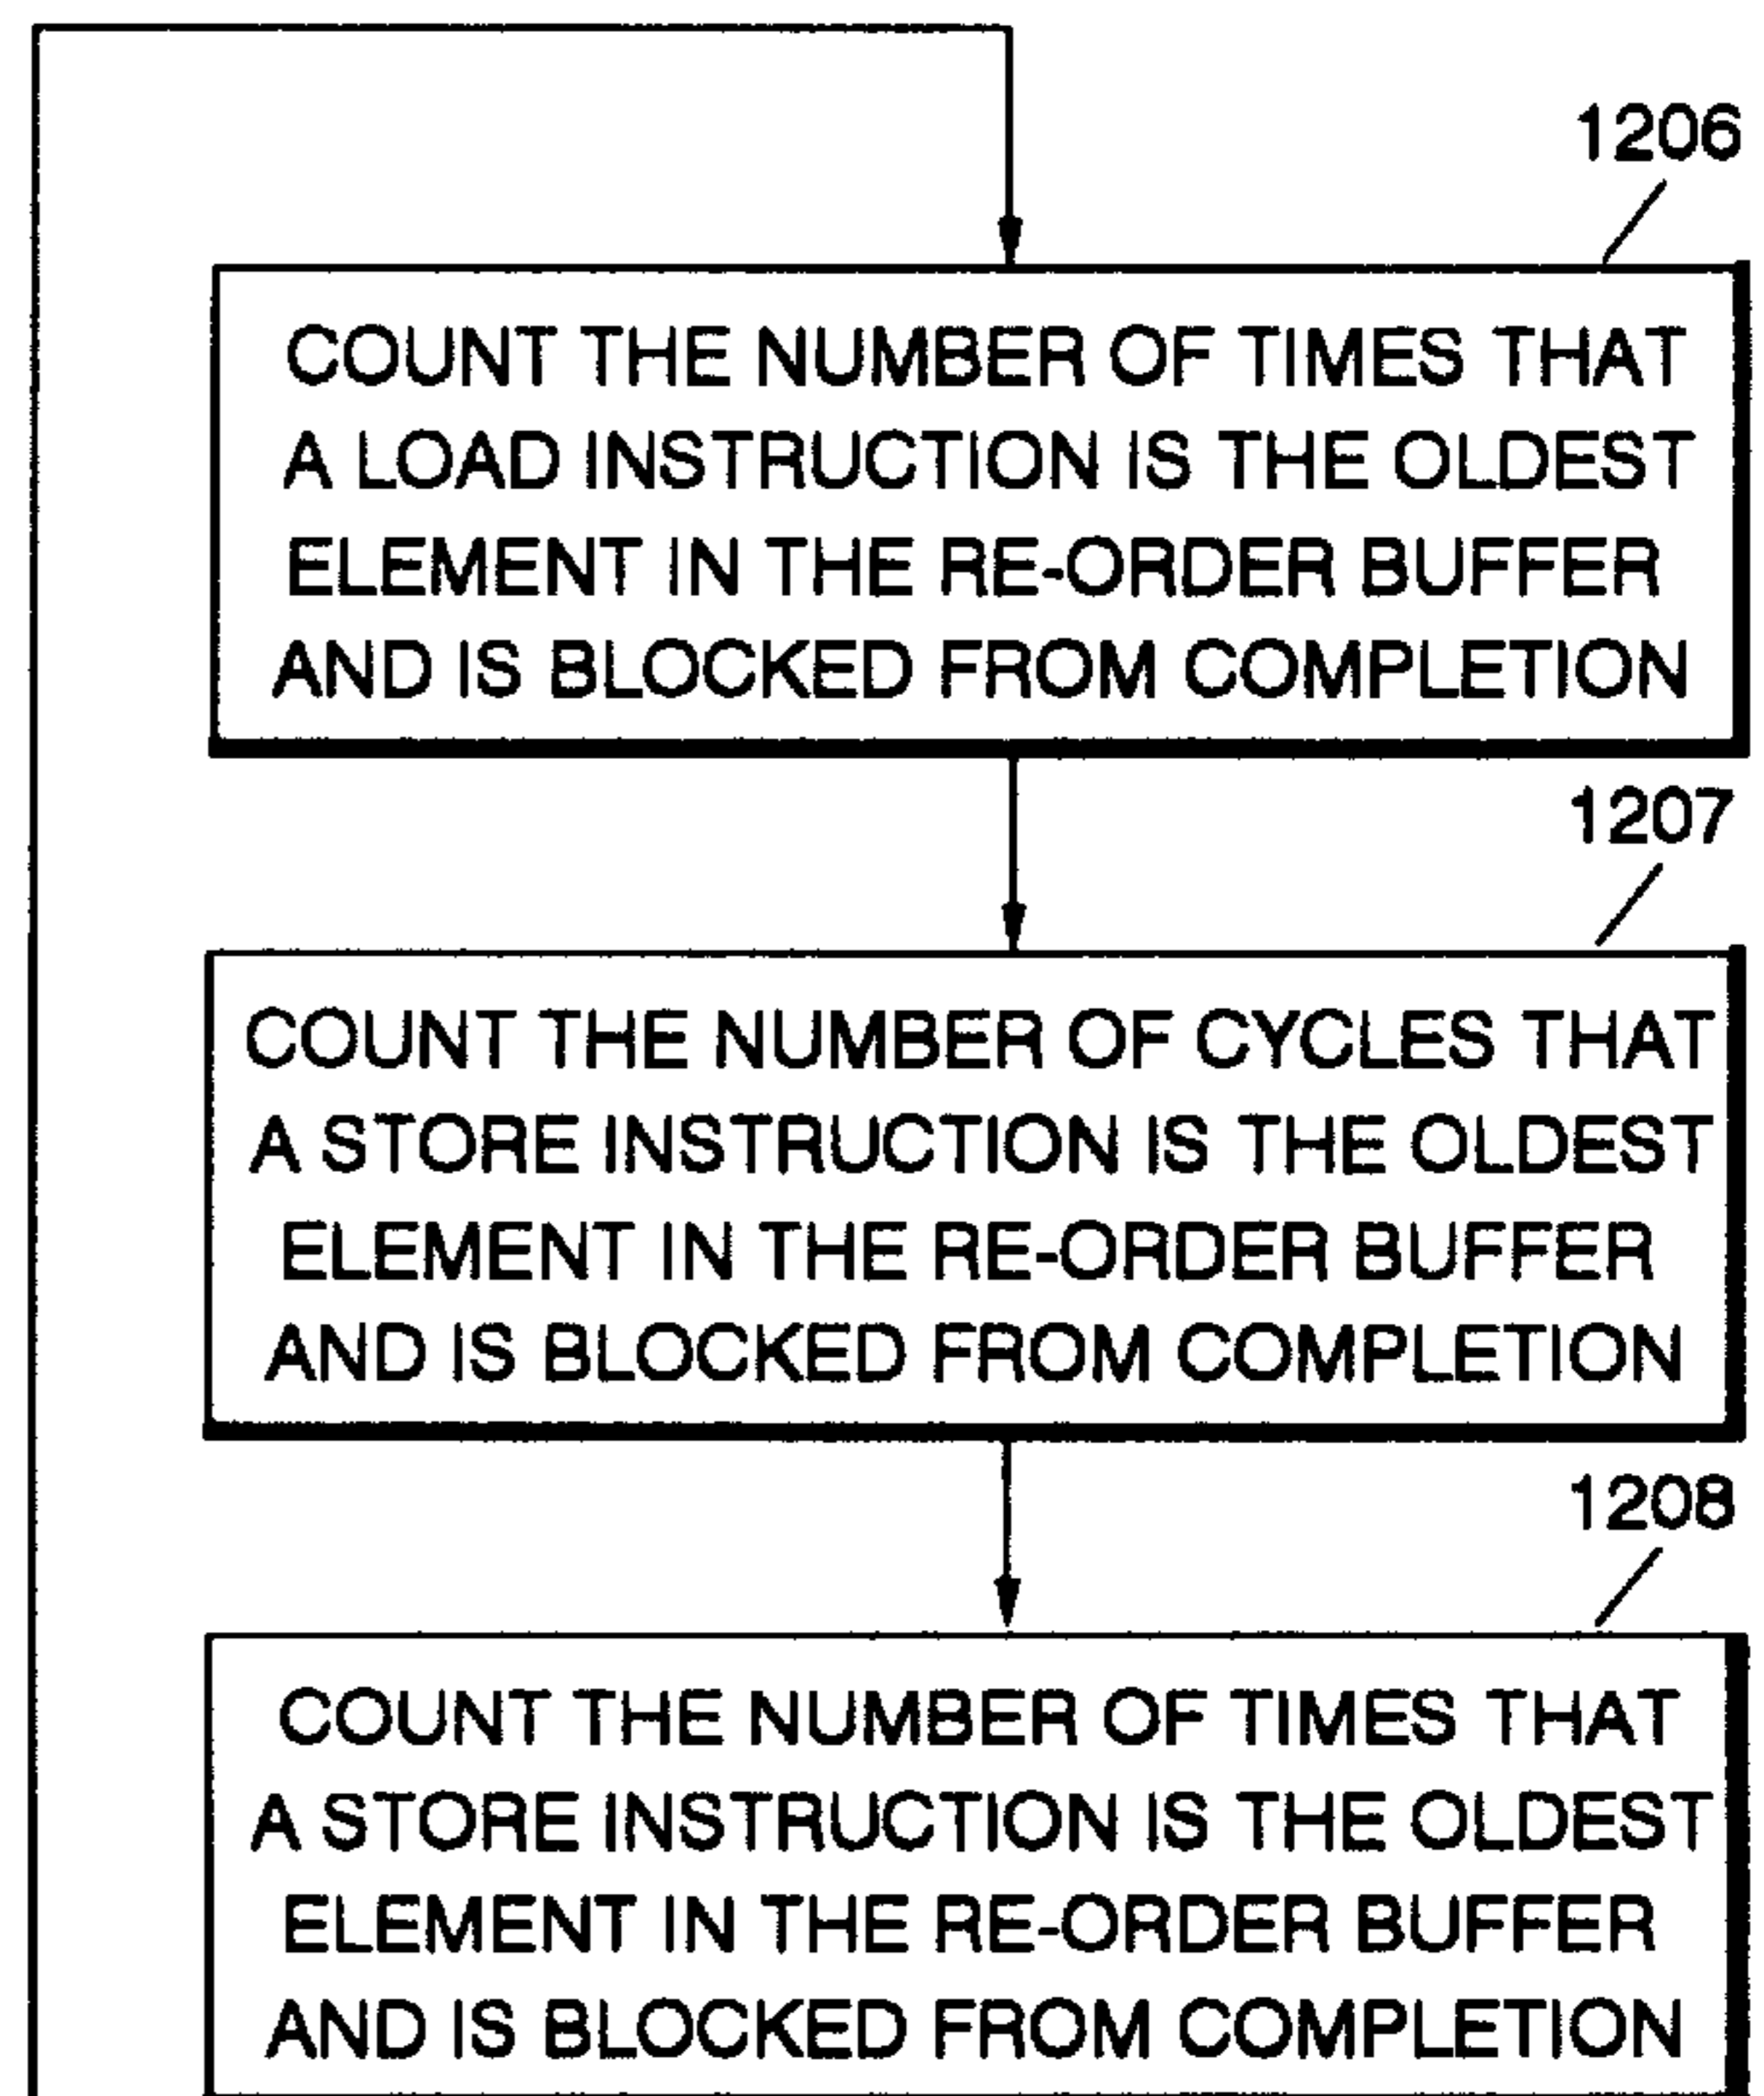 1206
COUNT THE NUMBER OF TIMES THAT
A LOAD INSTRUCTION IS THE OLDEST
ELEMENT IN THE RE-ORDER BUFFER
AND IS BLOCKED FROM COMPLETION
1207
COUNT THE NUMBER OF CYCLES THAT
A STORE INSTRUCTION IS THE OLDEST
ELEMENT IN THE RE-ORDER BUFFER
AND IS BLOCKED FROM COMPLETION
1208
COUNT THE NUMBER OF TIMES THAT
A STORE INSTRUCTION IS THE OLDEST
ELEMENT IN THE RE-ORDER BUFFER
AND IS BLOCKED FROM COMPLETION